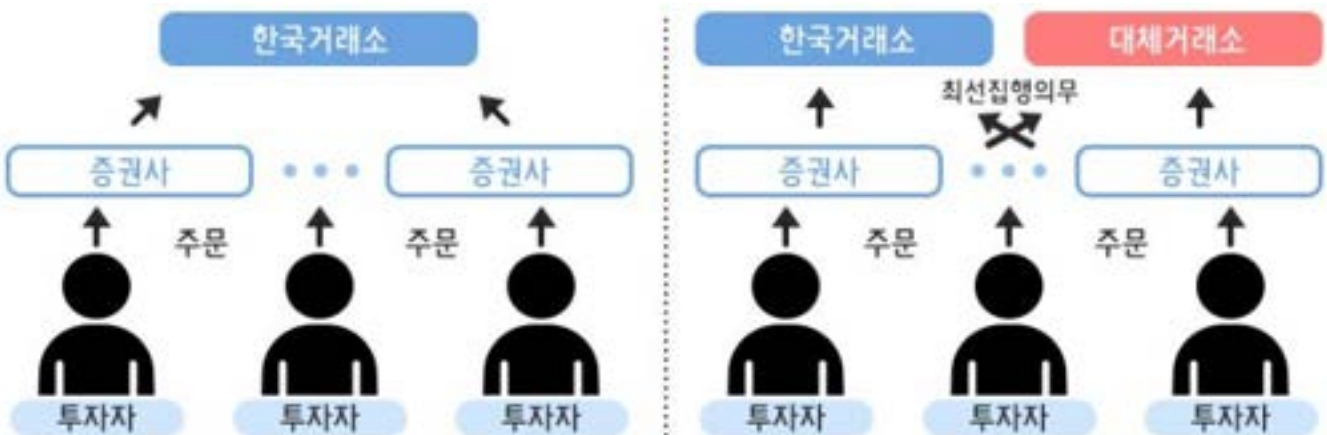 한국거래소
증권사
증권사
주문
주문
투자자
투자자
투자자
한국거래소
대체거래소
최선집행의무
증권사
증권사
주문
주문
투자자
투자자
투자자